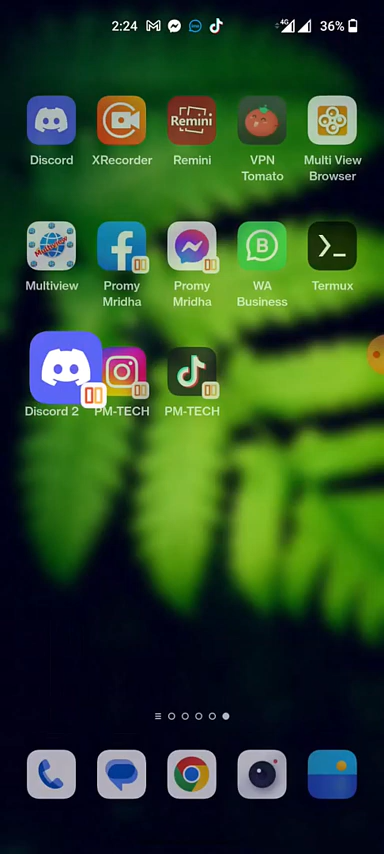 2:24 4G 36%
Discord XRecorder Remini VPN Tomato Multi View Browser
Multiview Promy Mridha Promy Mridha WA Business Termux
Discord 2 PM-TECH PM-TECH